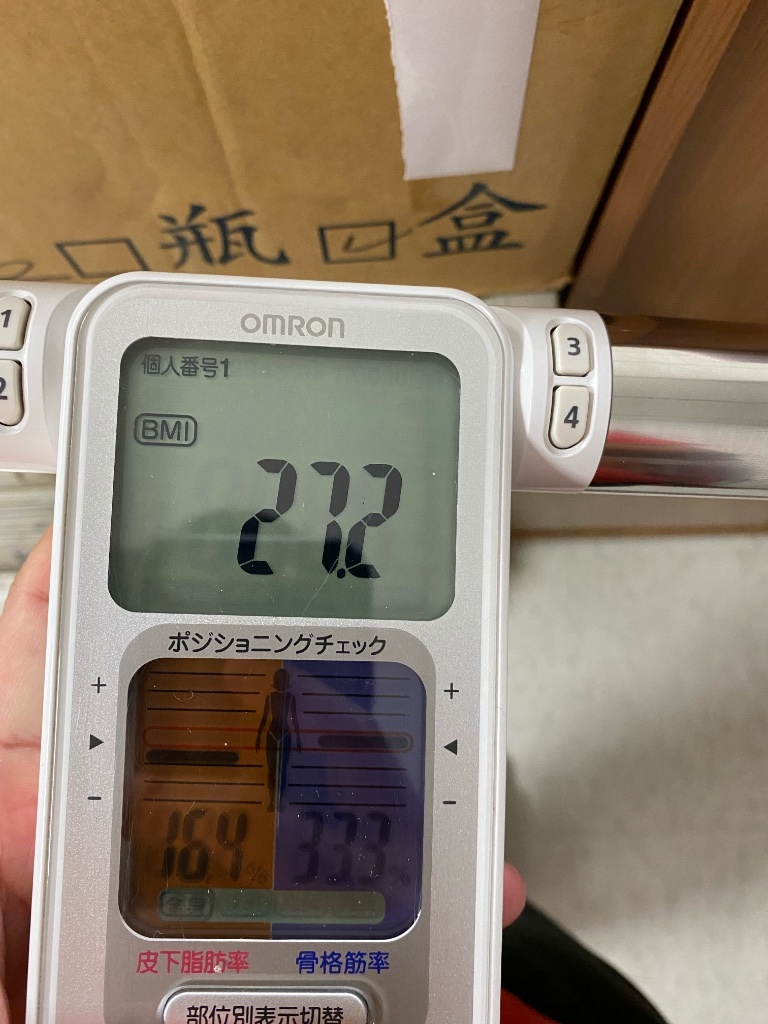 瓶 盒
OMRON
1
2
3
4
個人番号1
BMI
27.2
ポジショニングチェック
+ +
▶ ◀
− −
16.4% 33.3%
全身
皮下脂肪率 骨格筋率
部位別表示切替